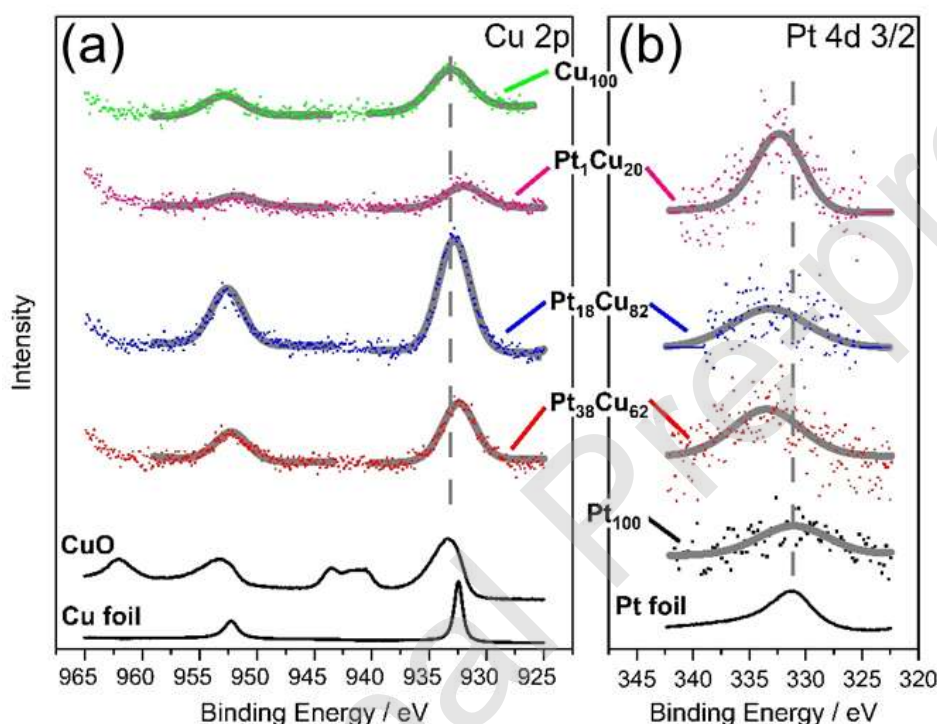 (a) Cu 2p
(b) Pt 4d 3/2
Cu100
Pt1Cu20
Pt18Cu82
Pt38Cu62
Pt100
CuO
Cu foil
Pt foil
Intensity
965 960 955 950 945 940 935 930 925
345 340 335 330 325 320
Binding Energy / eV
Binding Energy / eV